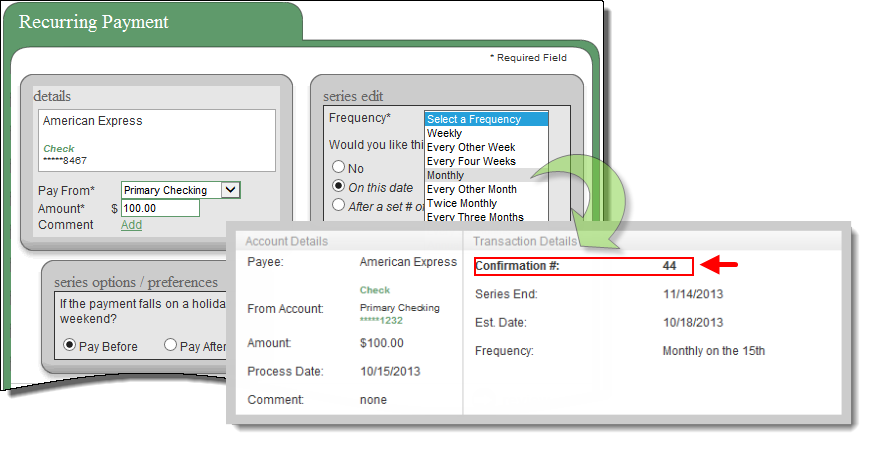 Recurring Payment
* Required Field
details
American Express
Check
*****8467
Pay From*
Primary Checking
Amount*
$ 100.00
Comment
Add
series options / preferences
If the payment falls on a holida
weekend?
Pay Before
Pay After
series edit
Frequency*
Select a Frequency
Weekly
Every Other Week
Every Four Weeks
Monthly
Every Other Month
Twice Monthly
Every Three Months
Would you like thi
No
On this date
After a set # of
Account Details
Payee: American Express
Check
From Account: Primary Checking
*****1232
Amount: $100.00
Process Date: 10/15/2013
Comment: none
Transaction Details
Confirmation #: 44
Series End: 11/14/2013
Est. Date: 10/18/2013
Frequency: Monthly on the 15th